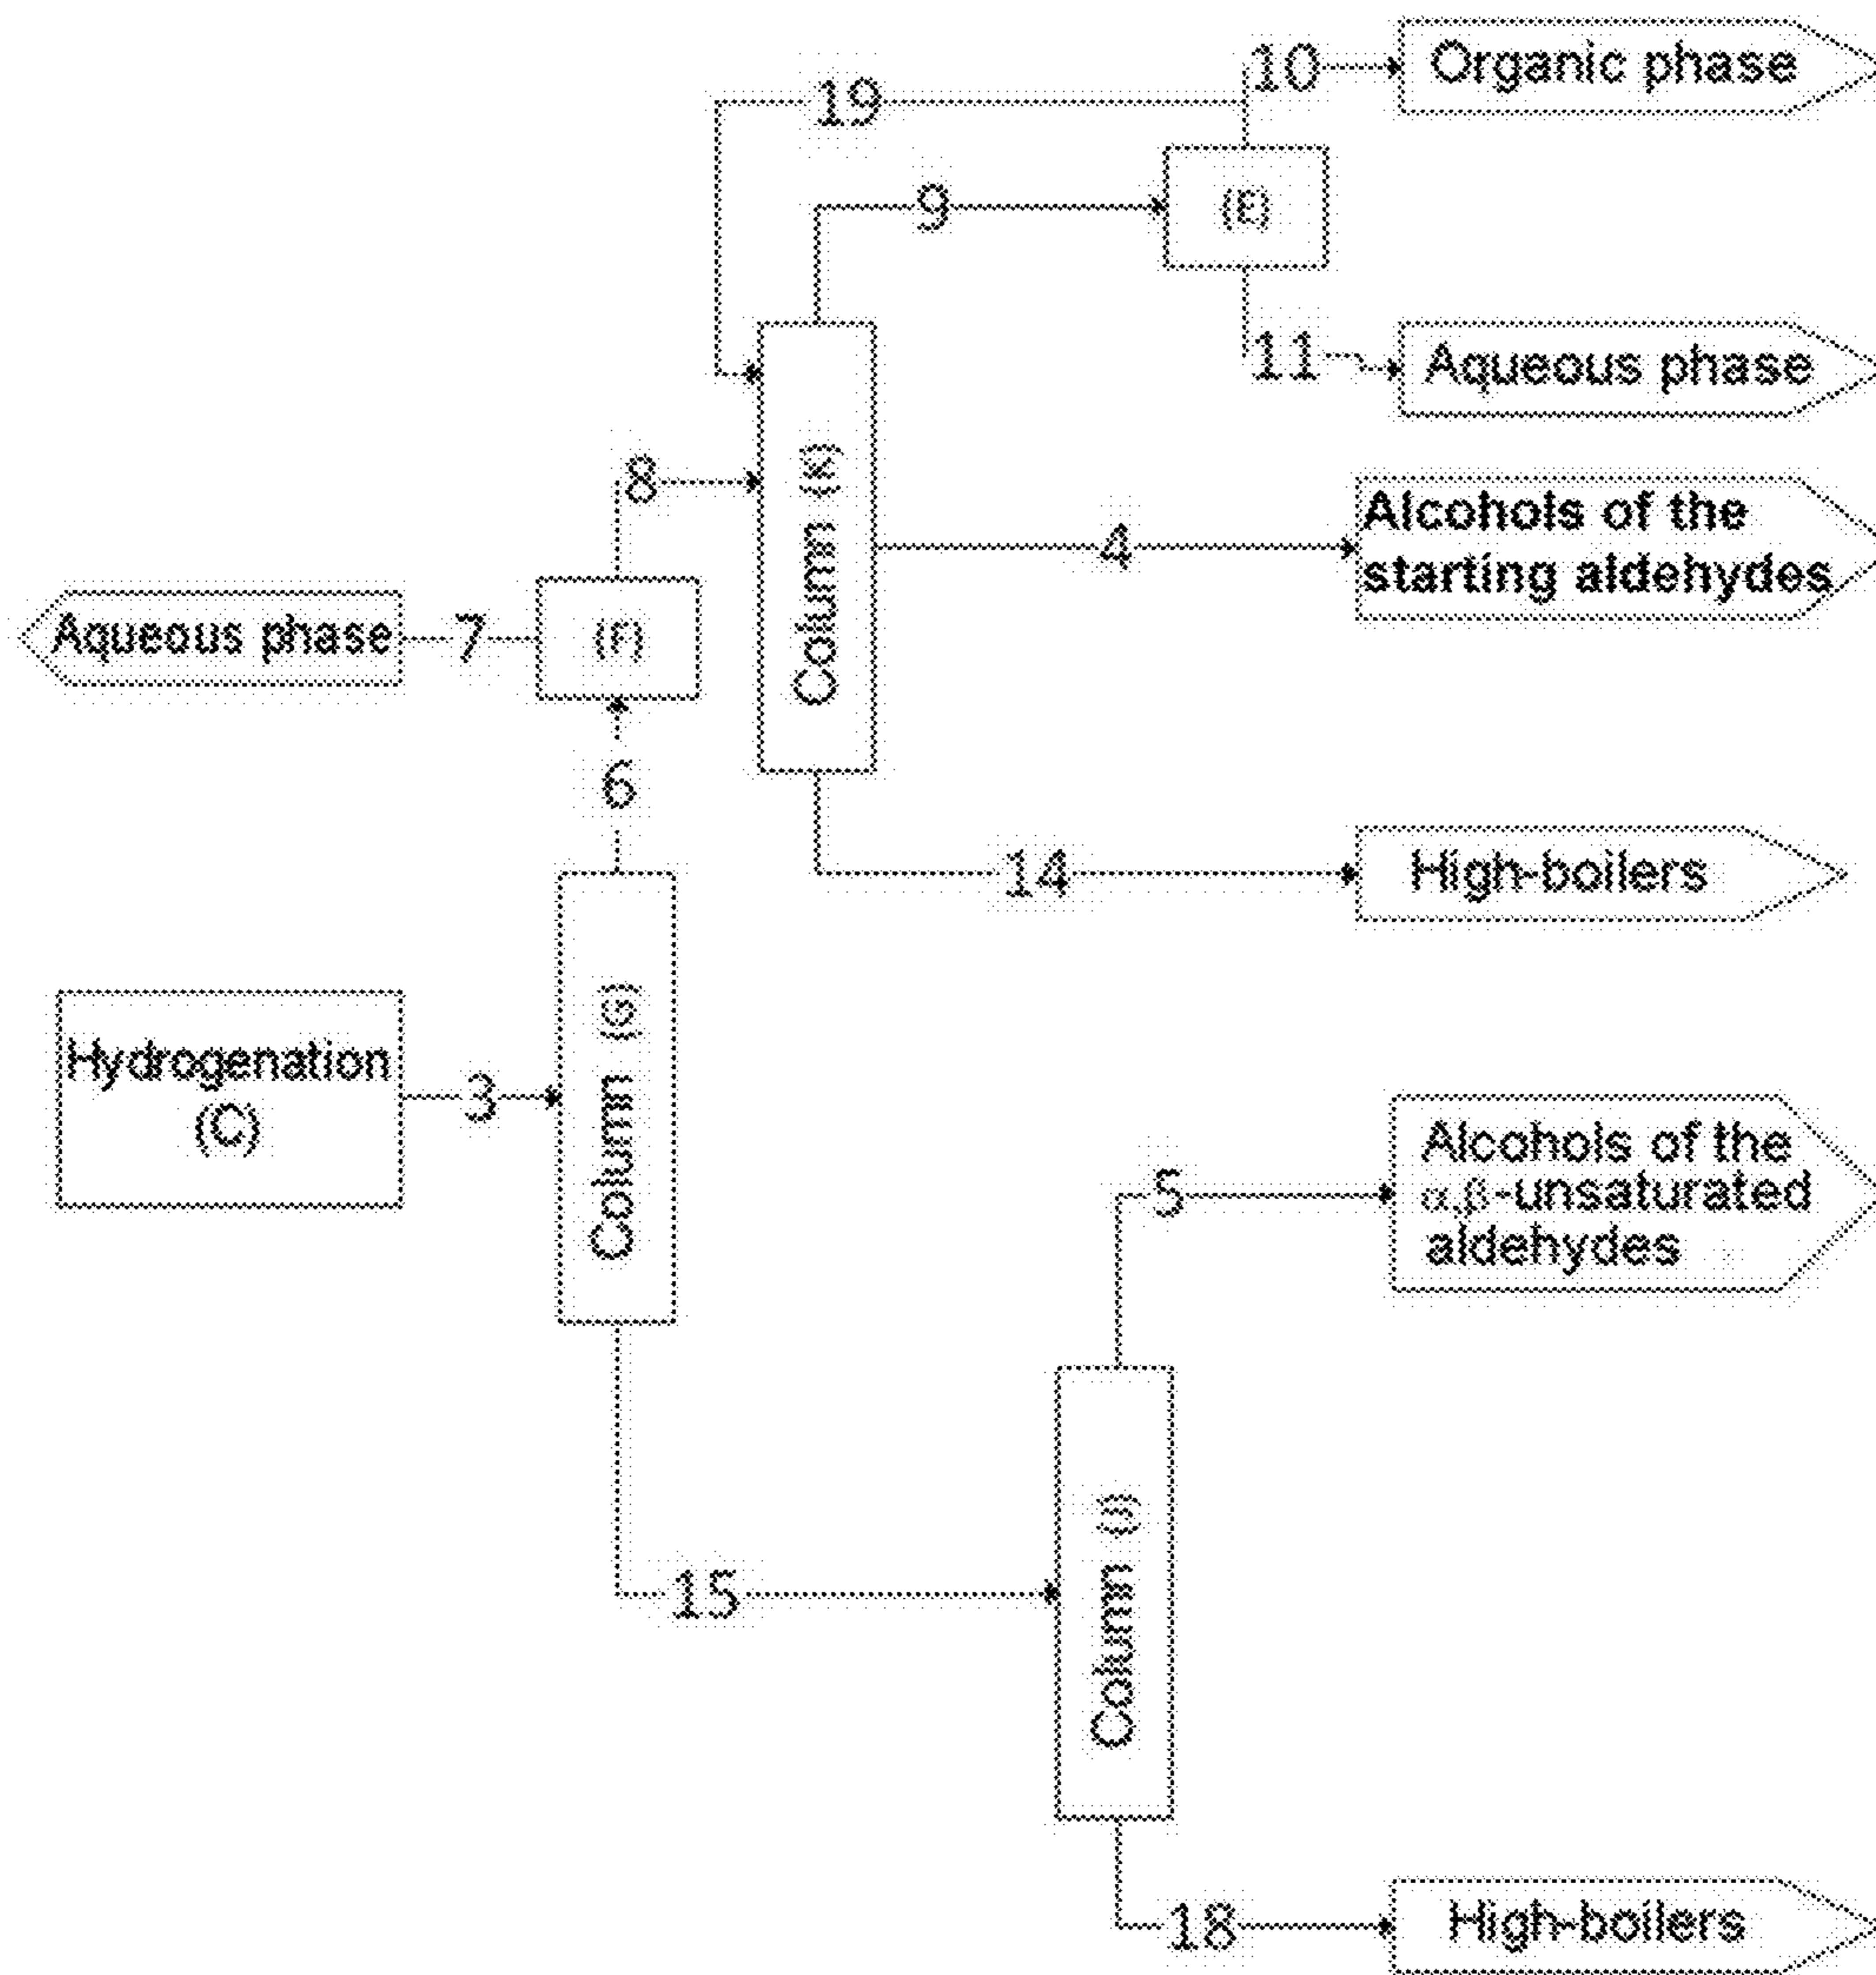 10
Organic phase
19
9
(E)
11
Aqueous phase
8
Column (K)
4
Alcohols of the
starting aldehydes
Aqueous phase
7
(F)
6
14
High-boilers
Hydrogenation
(C)
3
Column (G)
5
Alcohols of the
α,β-unsaturated
aldehydes
15
Column
18
High-boilers